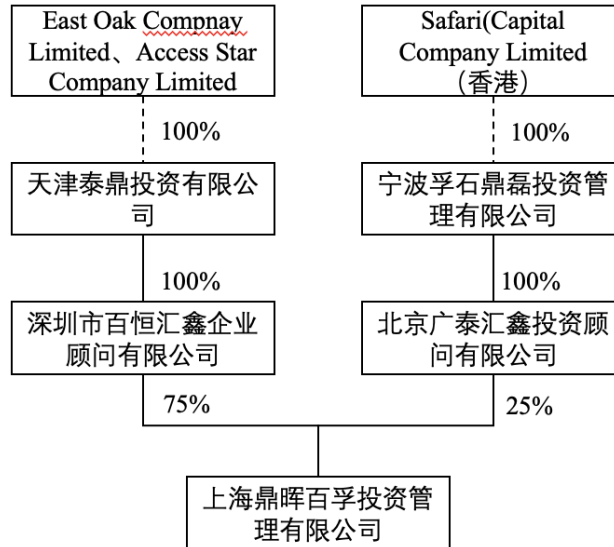 East Oak Compnay
Limited、Access Star
Company Limited
Safari(Capital
Company Limited
（香港）
100%
100%
天津泰鼎投资有限公
司
宁波孚石鼎磊投资管
理有限公司
100%
100%
深圳市百恒汇鑫企业
顾问有限公司
北京广泰汇鑫投资顾
问有限公司
75%
25%
上海鼎晖百孚投资管
理有限公司